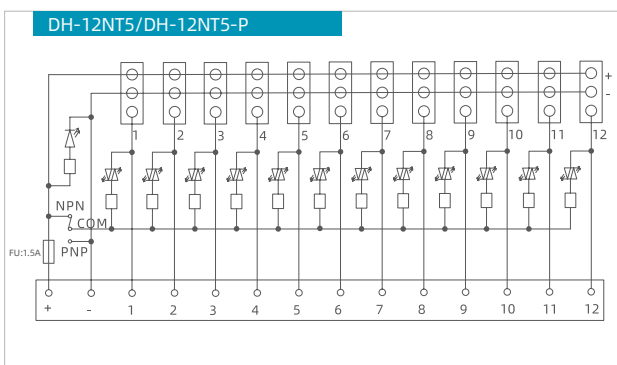 DH-12NT5/DH-12NT5-P
+
-
1 2 3 4 5 6 7 8 9 10 11 12
NPN
COM
FU:1.5A PNP
+ - 1 2 3 4 5 6 7 8 9 10 11 12